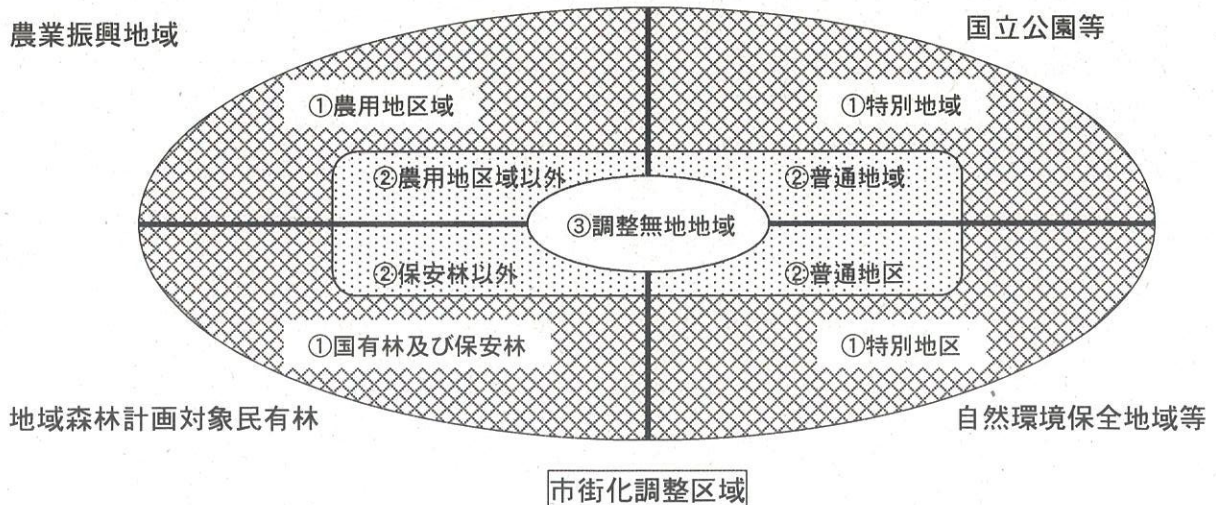 農業振興地域
国立公園等
①農用地区域
①特別地域
②農用地区域以外
②普通地域
③調整無地地域
②保安林以外
②普通地区
①国有林及び保安林
①特別地区
地域森林計画対象民有林
自然環境保全地域等
市街化調整区域